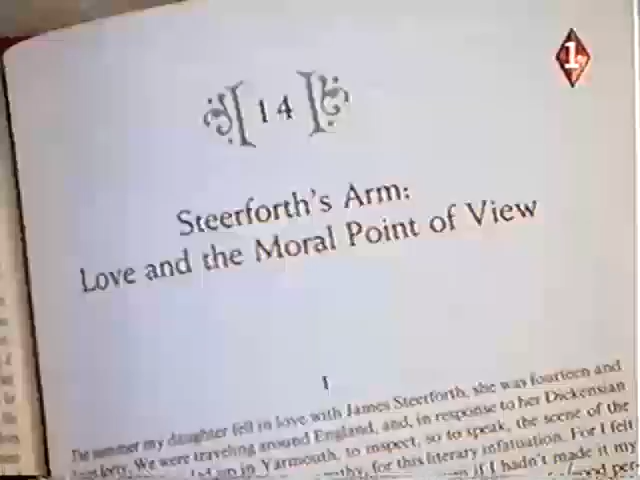 1
[14]
Steerforth's Arm:
Love and the Moral Point of View
I
The summer my daughter fell in love with James Steerforth, she was fourteen and
forty. We were traveling around England, and, in response to her Dickensian
in Yarmouth, to inspect, so to speak, the scene of the
for this literary infatuation. For I felt
if I hadn't made it my